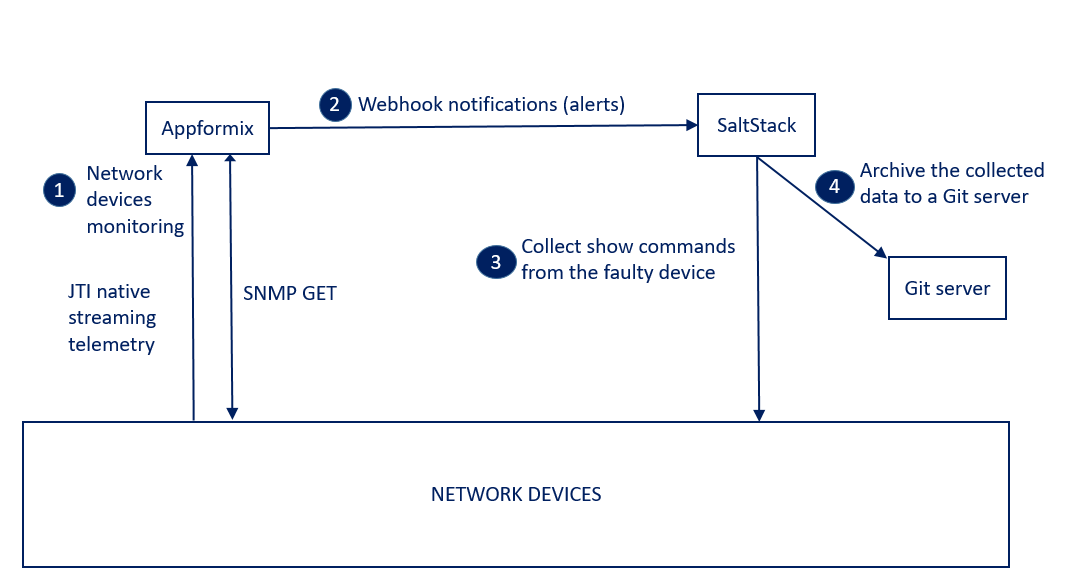 2 Webhook notifications (alerts)
Appformix
SaltStack
1
Network
devices
monitoring
4
Archive the collected
data to a Git server
3
Collect show commands
from the faulty device
JTI native
streaming
telemetry
SNMP GET
Git server
NETWORK DEVICES